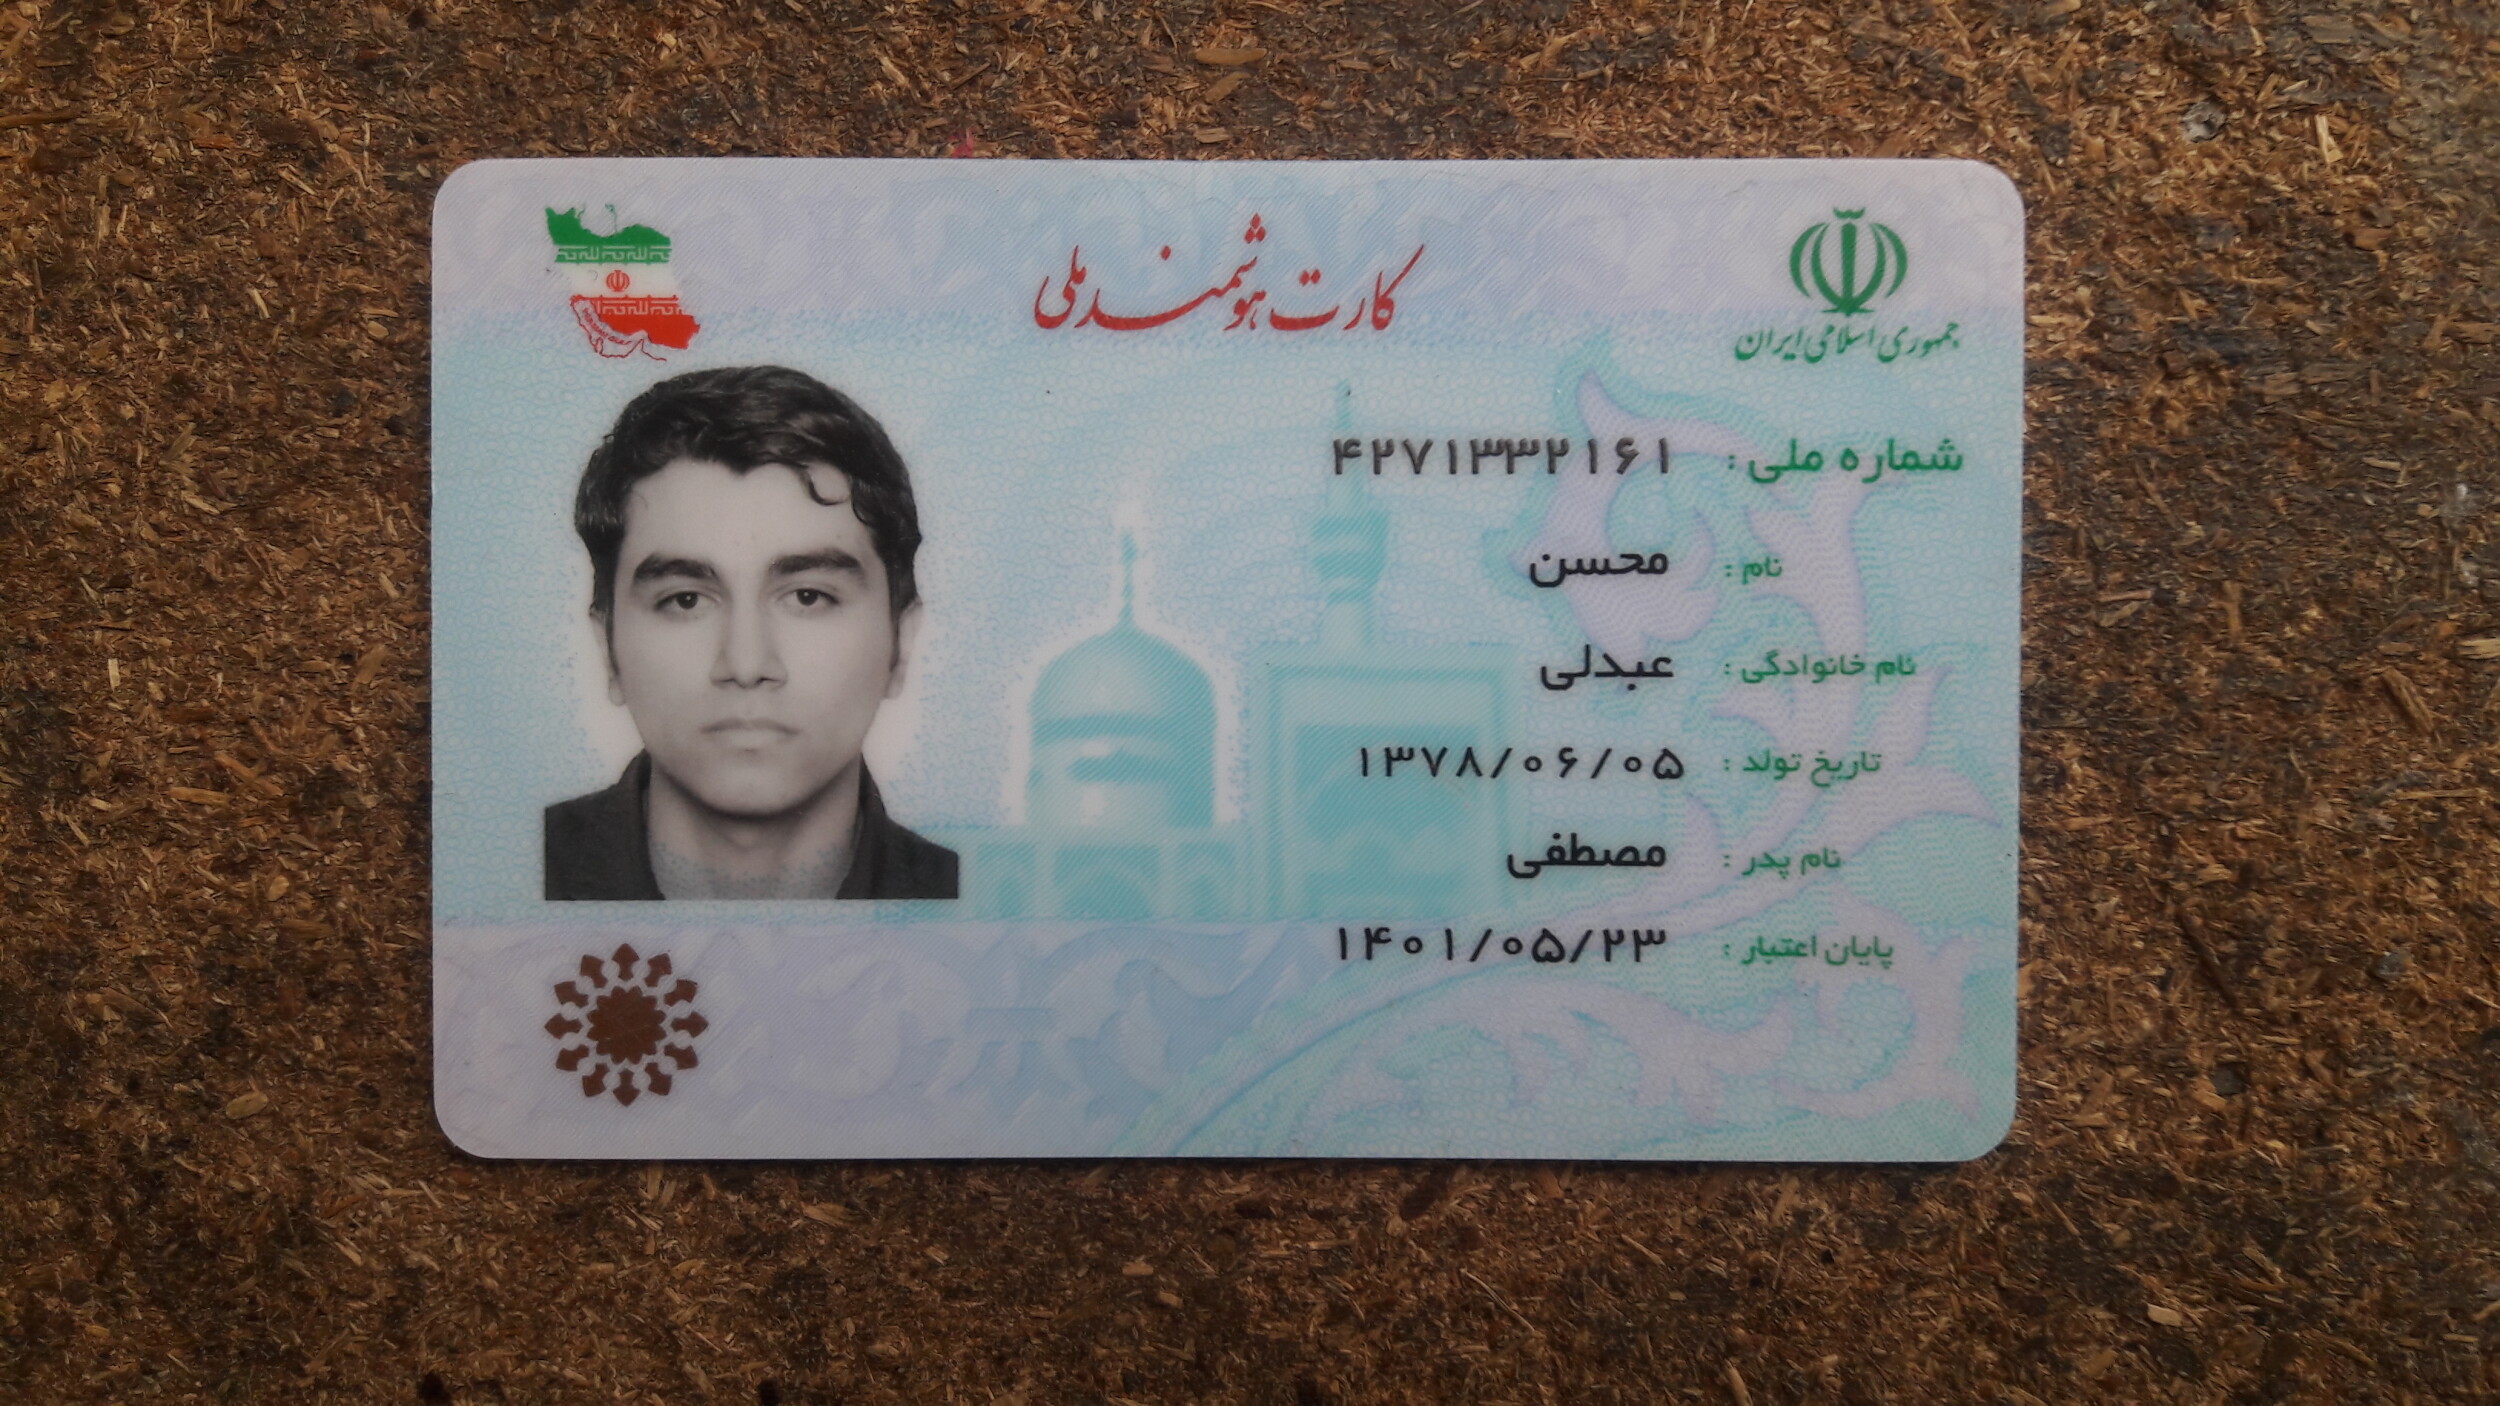 جمهوری اسلامی ایران
کارت هوشمند ملی
شماره ملی : ۴۲۷۱۳۳۲۱۶۱
نام : محسن
نام خانوادگی : عبدلی
تاریخ تولد : ۱۳۷۸/۰۶/۰۵
نام پدر : مصطفی
پایان اعتبار : ۱۴۰۱/۰۵/۲۳